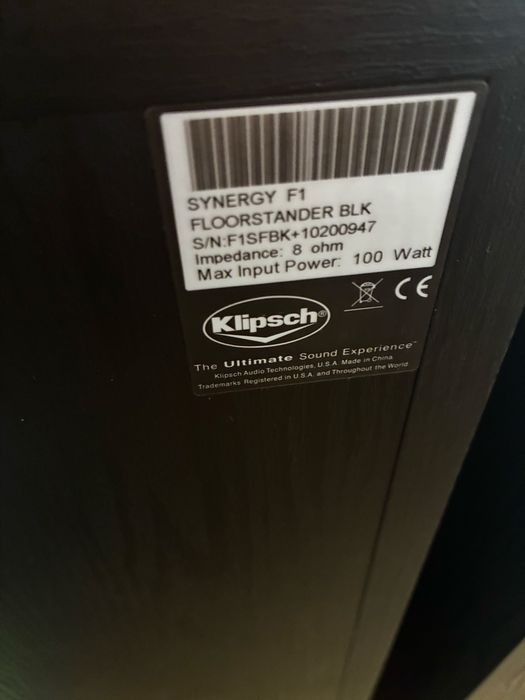 SYNERGY F1
FLOORSTANDER BLK
S/N:F1SFBK+10200947
Impedance: 8 ohm
Max Input Power: 100 Watt
CE
Klipsch®
The Ultimate Sound Experience™
Klipsch Audio Technologies, U.S.A. Made in China
Trademarks Registered in U.S.A. and Throughout the World